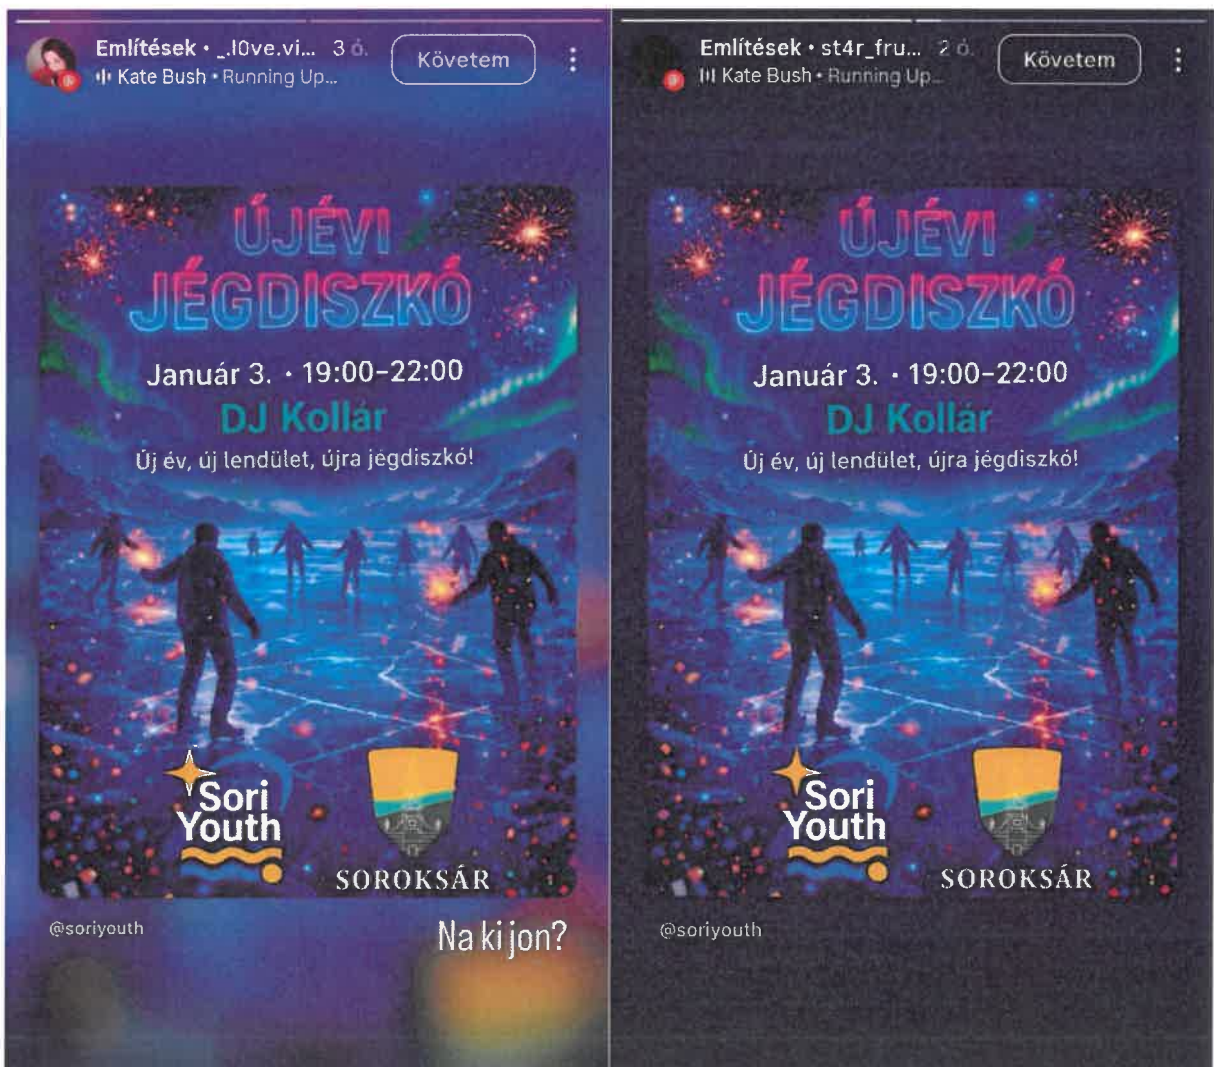 Említések • _.l0ve.vi... 3 ó.
Követem
Kate Bush • Running Up...
ÚJÉVI
JÉGDISZKÓ
Január 3. • 19:00–22:00
DJ Kollár
Új év, új lendület, újra jégdiszkó!
Sori
Youth
SOROKSÁR
@soriyouth
Na ki jon?
Említések • st4r_fru... 2 ó.
Követem
Kate Bush • Running Up...
ÚJÉVI
JÉGDISZKÓ
Január 3. • 19:00–22:00
DJ Kollár
Új év, új lendület, újra jégdiszkó!
Sori
Youth
SOROKSÁR
@soriyouth